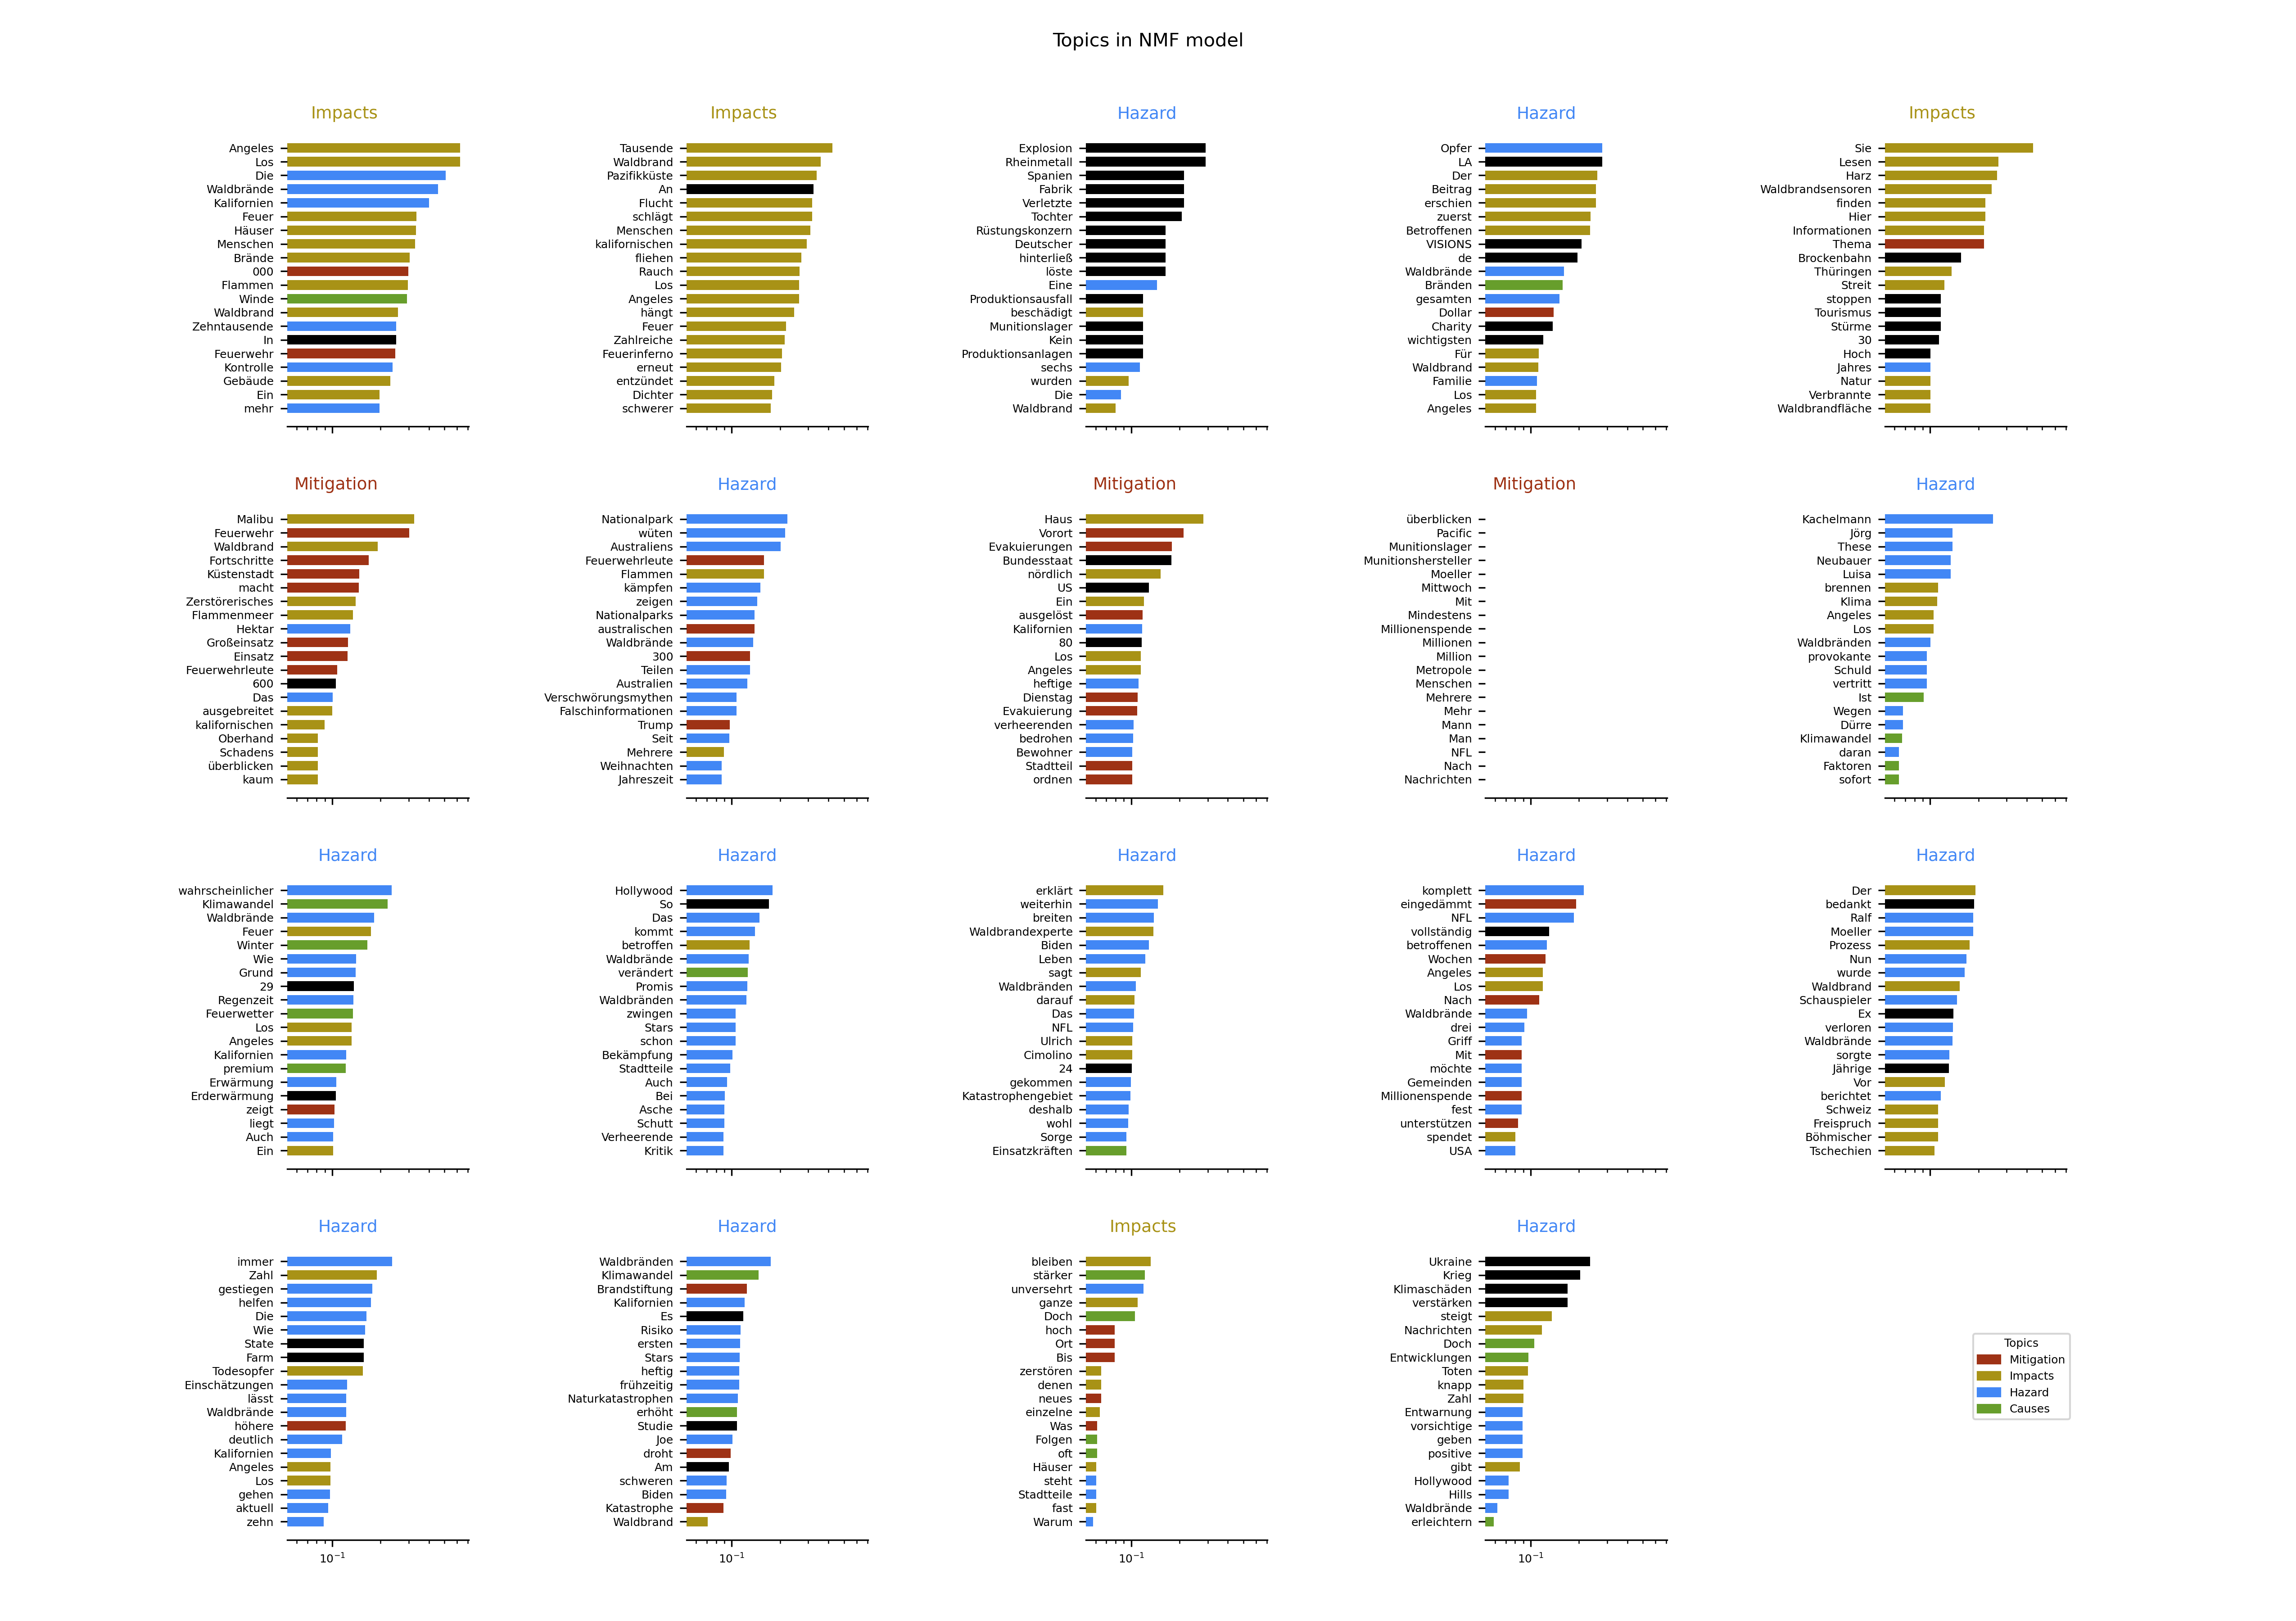 Topics in NMF model
Impacts
Angeles
Los
Die
Waldbrände
Kalifornien
Feuer
Häuser
Menschen
Brände
000
Flammen
Winde
Waldbrand
Zehntausende
In
Feuerwehr
Kontrolle
Gebäude
Ein
mehr
Impacts
Tausende
Waldbrand
Pazifikküste
An
Flucht
schlägt
Menschen
kalifornischen
fliehen
Rauch
Los
Angeles
hängt
Feuer
Zahlreiche
Feuerinferno
erneut
entzündet
Dichter
schwerer
Hazard
Explosion
Rheinmetall
Spanien
Fabrik
Verletzte
Tochter
Rüstungskonzern
Deutscher
hinterließ
löste
Eine
Produktionsausfall
beschädigt
Munitionslager
Kein
Produktionsanlagen
sechs
wurden
Die
Waldbrand
Hazard
Opfer
LA
Der
Beitrag
erschien
zuerst
Betroffenen
VISIONS
de
Waldbrände
Bränden
gesamten
Dollar
Charity
wichtigsten
Für
Waldbrand
Familie
Los
Angeles
Impacts
Sie
Lesen
Harz
Waldbrandsensoren
finden
Hier
Informationen
Thema
Brockenbahn
Thüringen
Streit
stoppen
Tourismus
Stürme
30
Hoch
Jahres
Natur
Verbrannte
Waldbrandfläche
Mitigation
Malibu
Feuerwehr
Waldbrand
Fortschritte
Küstenstadt
macht
Zerstörerisches
Flammenmeer
Hektar
Großeinsatz
Einsatz
Feuerwehrleute
600
Das
ausgebreitet
kalifornischen
Oberhand
Schadens
überblicken
kaum
Hazard
Nationalpark
wüten
Australiens
Feuerwehrleute
Flammen
kämpfen
zeigen
Nationalparks
australischen
Waldbrände
300
Teilen
Australien
Verschwörungsmythen
Falschinformationen
Trump
Seit
Mehrere
Weihnachten
Jahreszeit
Mitigation
Haus
Vorort
Evakuierungen
Bundesstaat
nördlich
US
Ein
ausgelöst
Kalifornien
80
Los
Angeles
heftige
Dienstag
Evakuierung
verheerenden
bedrohen
Bewohner
Stadtteil
ordnen
Mitigation
überblicken
Pacific
Munitionslager
Munitionshersteller
Moeller
Mittwoch
Mit
Mindestens
Millionenspende
Millionen
Million
Metropole
Menschen
Mehrere
Mehr
Mann
Man
NFL
Nach
Nachrichten
Hazard
Kachelmann
Jörg
These
Neubauer
Luisa
brennen
Klima
Angeles
Los
Waldbränden
provokante
Schuld
vertritt
Ist
Wegen
Dürre
Klimawandel
daran
Faktoren
sofort
Hazard
wahrscheinlicher
Klimawandel
Waldbrände
Feuer
Winter
Wie
Grund
29
Regenzeit
Feuerwetter
Los
Angeles
Kalifornien
premium
Erwärmung
Erderwärmung
zeigt
liegt
Auch
Ein
Hazard
Hollywood
So
Das
kommt
betroffen
Waldbrände
verändert
Promis
Waldbränden
zwingen
Stars
schon
Bekämpfung
Stadtteile
Auch
Bei
Asche
Schutt
Verheerende
Kritik
Hazard
erklärt
weiterhin
breiten
Waldbrandexperte
Biden
Leben
sagt
Waldbränden
darauf
Das
NFL
Ulrich
Cimolino
24
gekommen
Katastrophengebiet
deshalb
wohl
Sorge
Einsatzkräften
Hazard
komplett
eingedämmt
NFL
vollständig
betroffenen
Wochen
Angeles
Los
Nach
Waldbrände
drei
Griff
Mit
möchte
Gemeinden
Millionenspende
fest
unterstützen
spendet
USA
Hazard
Der
bedankt
Ralf
Moeller
Prozess
Nun
wurde
Waldbrand
Schauspieler
Ex
verloren
Waldbrände
sorgte
Jährige
Vor
berichtet
Schweiz
Freispruch
Böhmischer
Tschechien
Hazard
immer
Zahl
gestiegen
helfen
Die
Wie
State
Farm
Todesopfer
Einschätzungen
lässt
Waldbrände
höhere
deutlich
Kalifornien
Angeles
Los
gehen
aktuell
zehn
10⁻¹
Hazard
Waldbränden
Klimawandel
Brandstiftung
Kalifornien
Es
Risiko
ersten
Stars
heftig
frühzeitig
Naturkatastrophen
erhöht
Studie
Joe
droht
Am
schweren
Biden
Katastrophe
Waldbrand
10⁻¹
Impacts
bleiben
stärker
unversehrt
ganze
Doch
hoch
Ort
Bis
zerstören
denen
neues
einzelne
Was
Folgen
oft
Häuser
steht
Stadtteile
fast
Warum
10⁻¹
Hazard
Ukraine
Krieg
Klimaschäden
verstärken
steigt
Nachrichten
Doch
Entwicklungen
Toten
knapp
Zahl
Entwarnung
vorsichtige
geben
positive
gibt
Hollywood
Hills
Waldbrände
erleichtern
10⁻¹
Topics
Mitigation
Impacts
Hazard
Causes